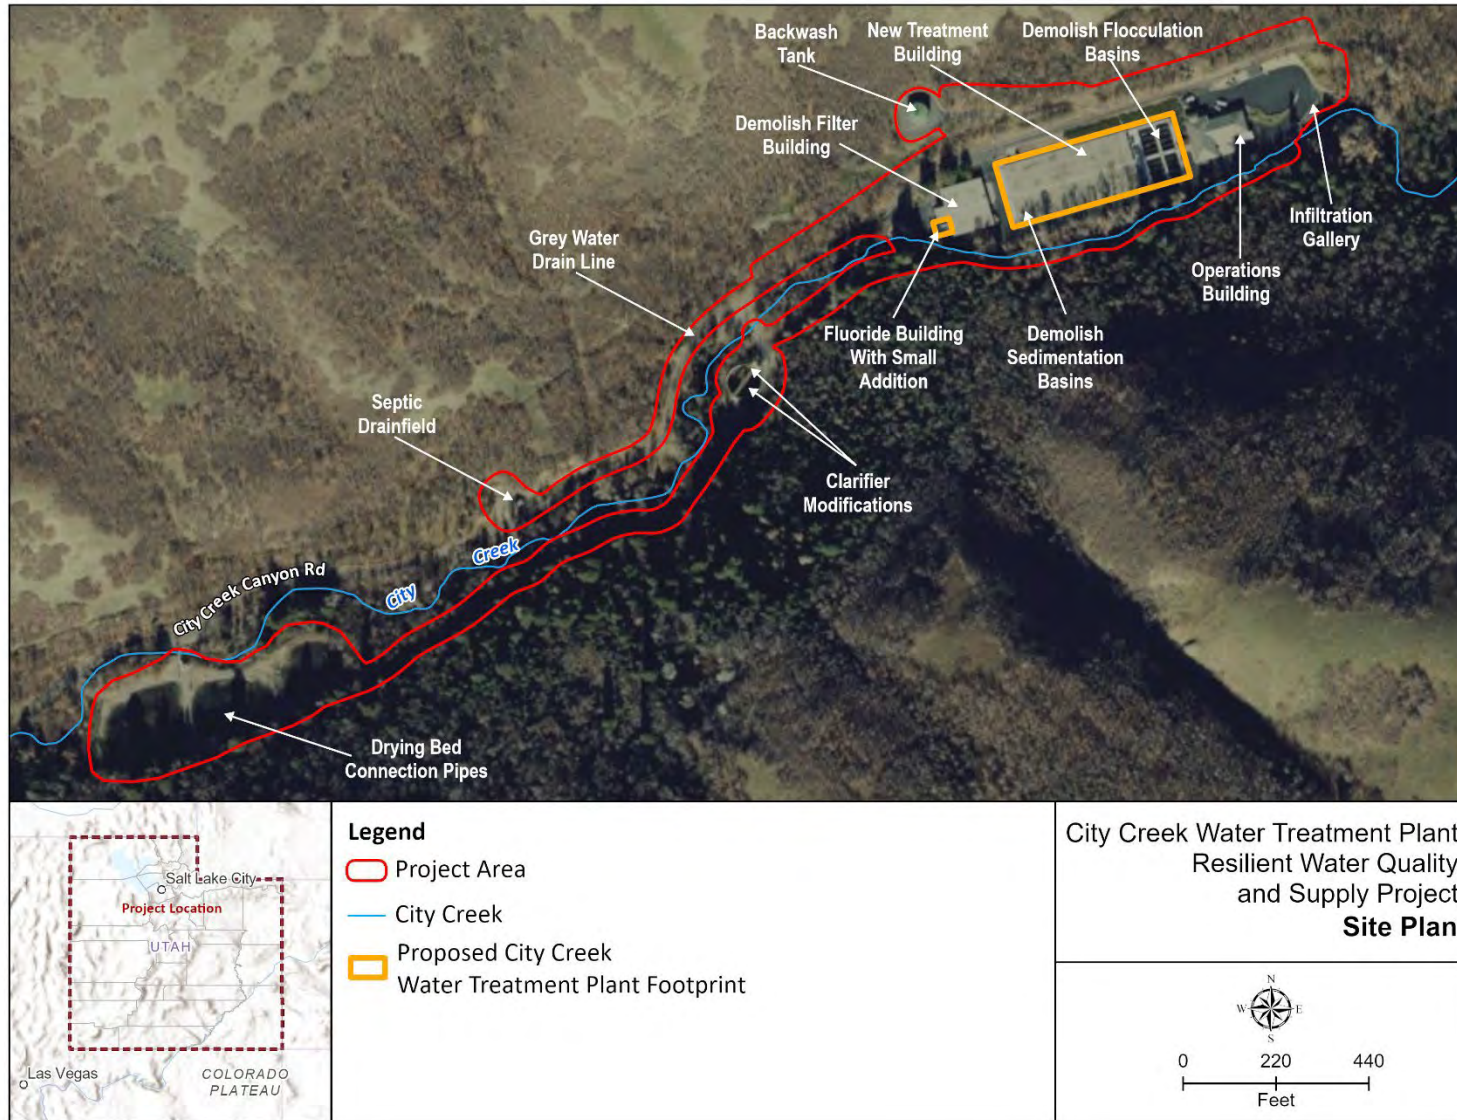 Backwash
Tank
New Treatment
Building
Demolish Flocculation
Basins
Demolish Filter
Building
Grey Water
Drain Line
Infiltration
Gallery
Operations
Building
Fluoride Building
With Small
Addition
Demolish
Sedimentation
Basins
Septic
Drainfield
Clarifier
Modifications
City Creek Canyon Rd
City Creek
Drying Bed
Connection Pipes
Salt Lake City
Project Location
UTAH
Las Vegas
COLORADO
PLATEAU
Legend
Project Area
City Creek
Proposed City Creek
Water Treatment Plant Footprint
City Creek Water Treatment Plant
Resilient Water Quality
and Supply Project
Site Plan
N
W E
S
0 220 440
Feet